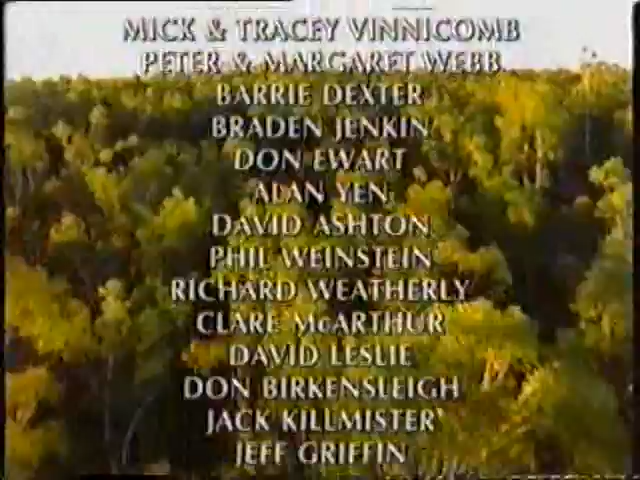 MICK & TRACEY VINNICOMB
PETER & MARGARET WEBB
BARRIE DEXTER
BRADEN JENKIN
DON EWART
ALAN YEN
DAVID ASHTON
PHIL WEINSTEIN
RICHARD WEATHERLY
CLARE McARTHUR
DAVID LESLIE
DON BIRKENSLEIGH
JACK KILLMISTER
JEFF GRIFFIN